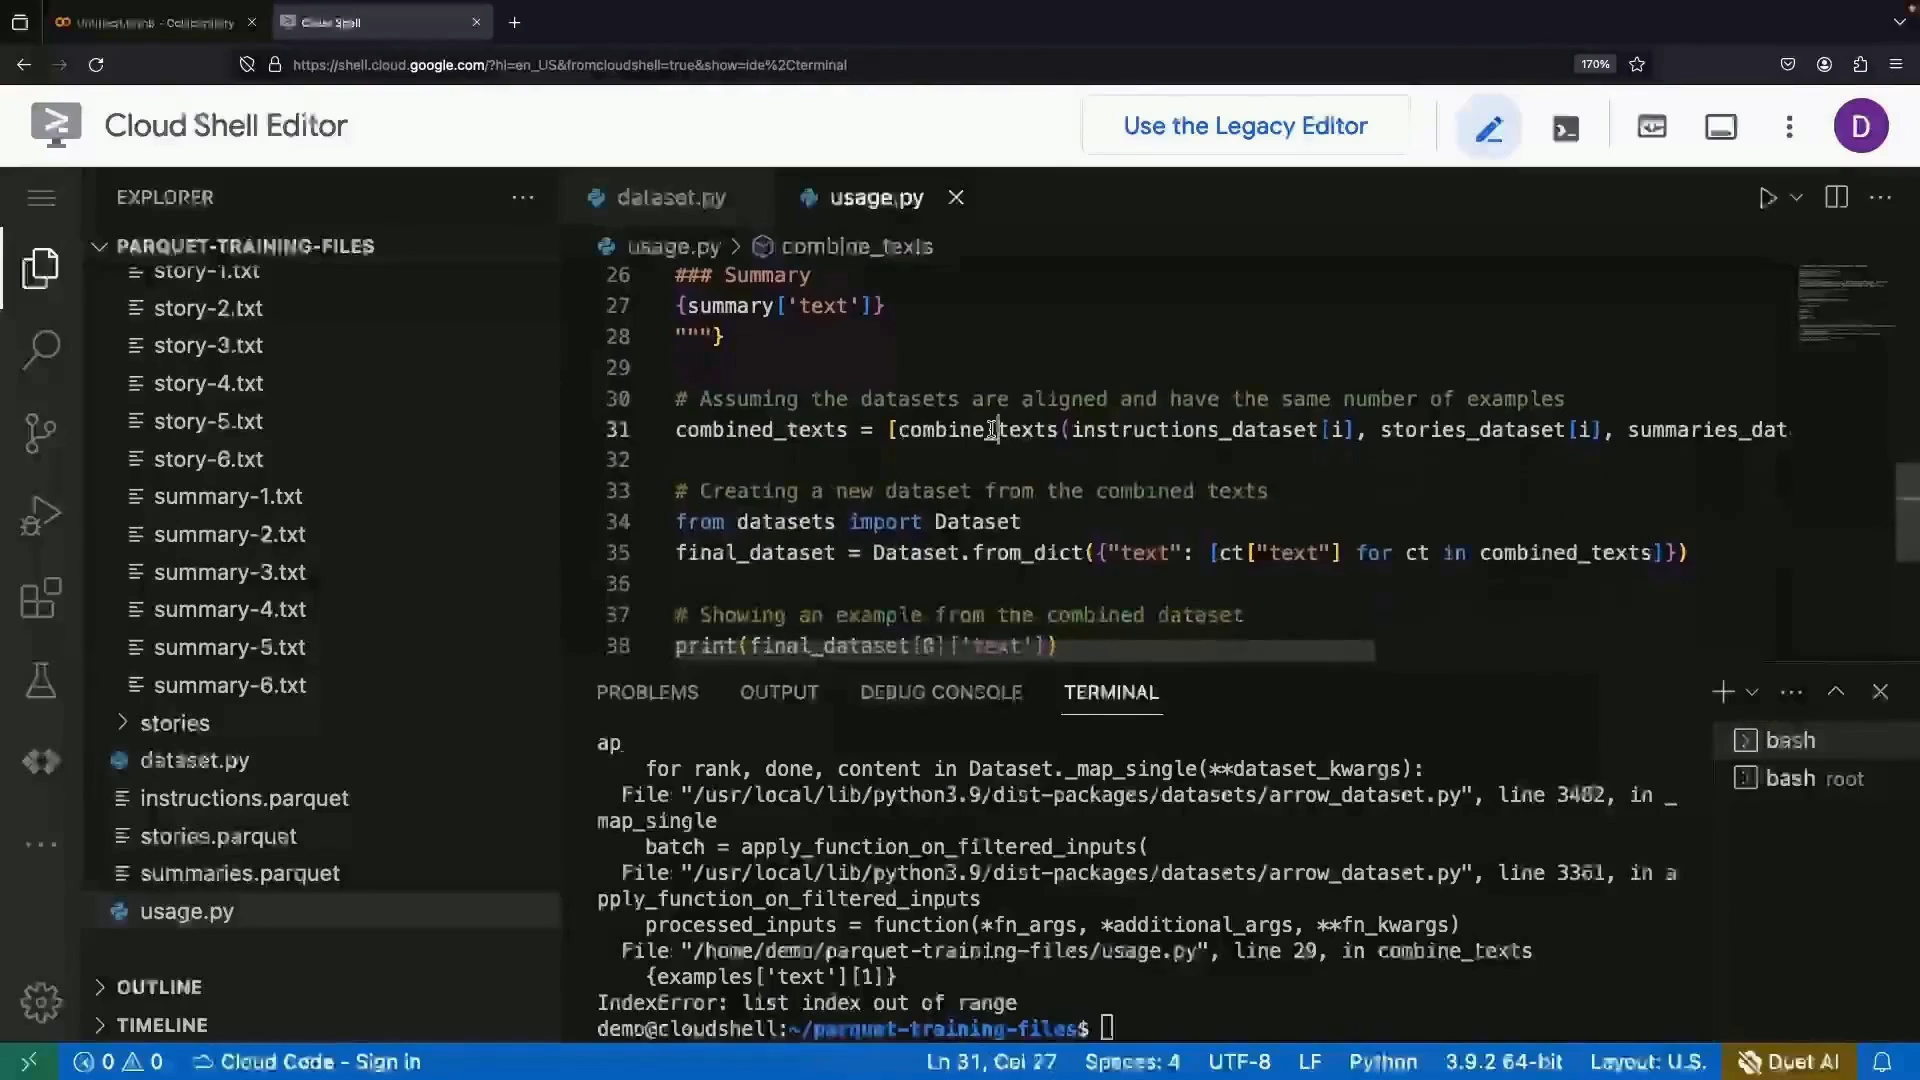 Untitled.ipynb - Colaboratory
Cloud Shell
https://shell.cloud.google.com/?hl=en_US&fromcloudshell=true&show=ide%2Cterminal
170%
Cloud Shell Editor
Use the Legacy Editor
D
EXPLORER
dataset.py
usage.py
PARQUET-TRAINING-FILES
usage.py > combine_texts
story-1.txt
story-2.txt
story-3.txt
story-4.txt
story-5.txt
story-6.txt
summary-1.txt
summary-2.txt
summary-3.txt
summary-4.txt
summary-5.txt
summary-6.txt
stories
dataset.py
instructions.parquet
stories.parquet
summaries.parquet
usage.py
OUTLINE
TIMELINE
26 ### Summary
27 {summary['text']}
28 """}
29
30 # Assuming the datasets are aligned and have the same number of examples
31 combined_texts = [combine_texts(instructions_dataset[i], stories_dataset[i], summaries_dat
32
33 # Creating a new dataset from the combined texts
34 from datasets import Dataset
35 final_dataset = Dataset.from_dict({"text": [ct["text"] for ct in combined_texts]})
36
37 # Showing an example from the combined dataset
38 print(final_dataset[0]['text'])
PROBLEMS OUTPUT DEBUG CONSOLE TERMINAL
ap
for rank, done, content in Dataset._map_single(**dataset_kwargs):
File "/usr/local/lib/python3.9/dist-packages/datasets/arrow_dataset.py", line 3482, in _
map_single
batch = apply_function_on_filtered_inputs(
File "/usr/local/lib/python3.9/dist-packages/datasets/arrow_dataset.py", line 3361, in a
pply_function_on_filtered_inputs
processed_inputs = function(*fn_args, *additional_args, **fn_kwargs)
File "/home/demo/parquet-training-files/usage.py", line 29, in combine_texts
{examples['text'][1]}
IndexError: list index out of range
demo@cloudshell:~/parquet-training-files$
bash
bash root
0 0 Cloud Code - Sign in
Ln 31, Col 27 Spaces: 4 UTF-8 LF Python 3.9.2 64-bit Layout: U.S. Duet AI